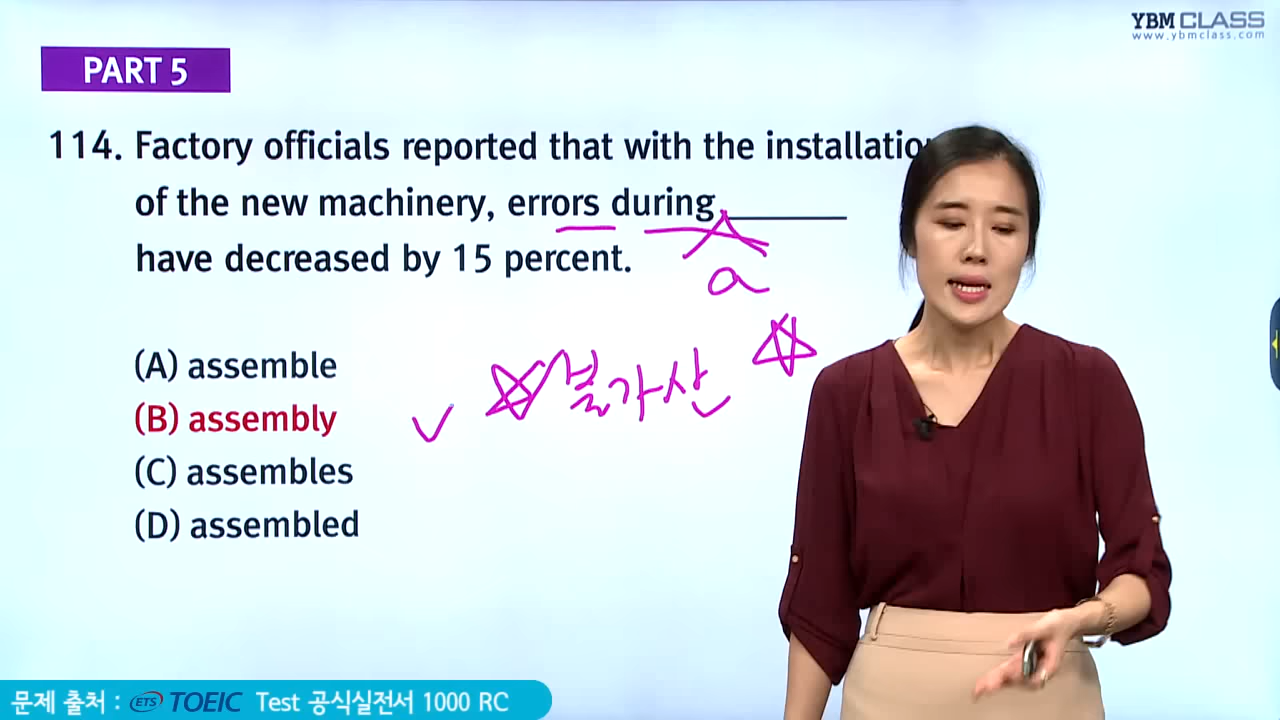 YBM CLASS
www.ybmclass.com
PART 5
114. Factory officials reported that with the installatio
of the new machinery, errors during ______
have decreased by 15 percent.
a
(A) assemble
(B) assembly
불가산
(C) assembles
(D) assembled
문제 출처 : ETS TOEIC Test 공식실전서 1000 RC